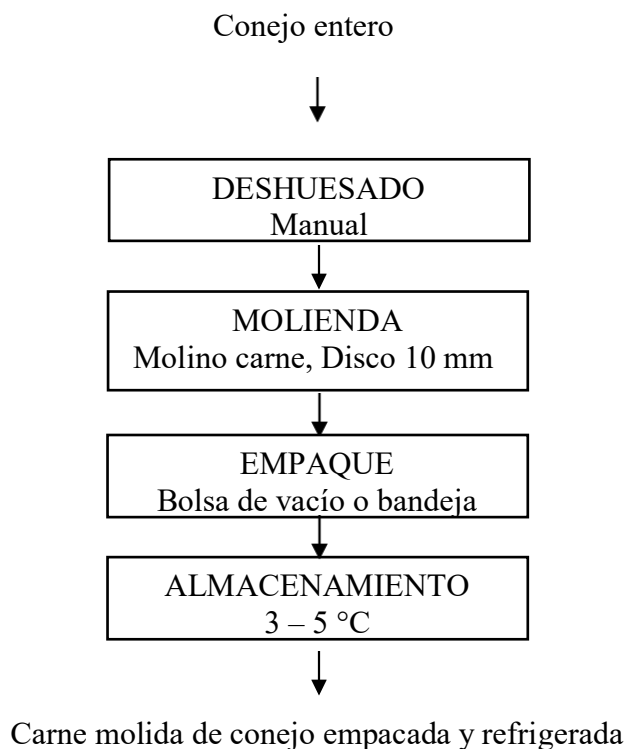 Conejo entero
DESHUESADO
Manual
MOLIENDA
Molino carne, Disco 10 mm
EMPAQUE
Bolsa de vacío o bandeja
ALMACENAMIENTO
3 – 5 °C
Carne molida de conejo empacada y refrigerada